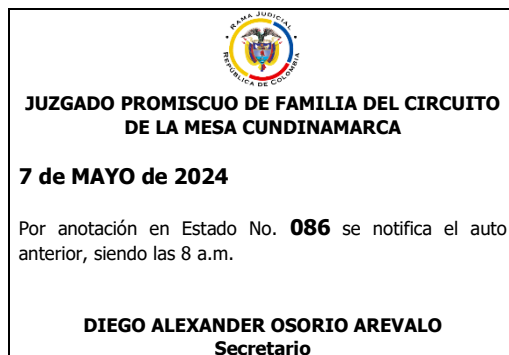 RAMA JUDICIAL
REPÚBLICA DE COLOMBIA
JUZGADO PROMISCUO DE FAMILIA DEL CIRCUITO
DE LA MESA CUNDINAMARCA
7 de MAYO de 2024
Por anotación en Estado No. 086 se notifica el auto
anterior, siendo las 8 a.m.
DIEGO ALEXANDER OSORIO AREVALO
Secretario